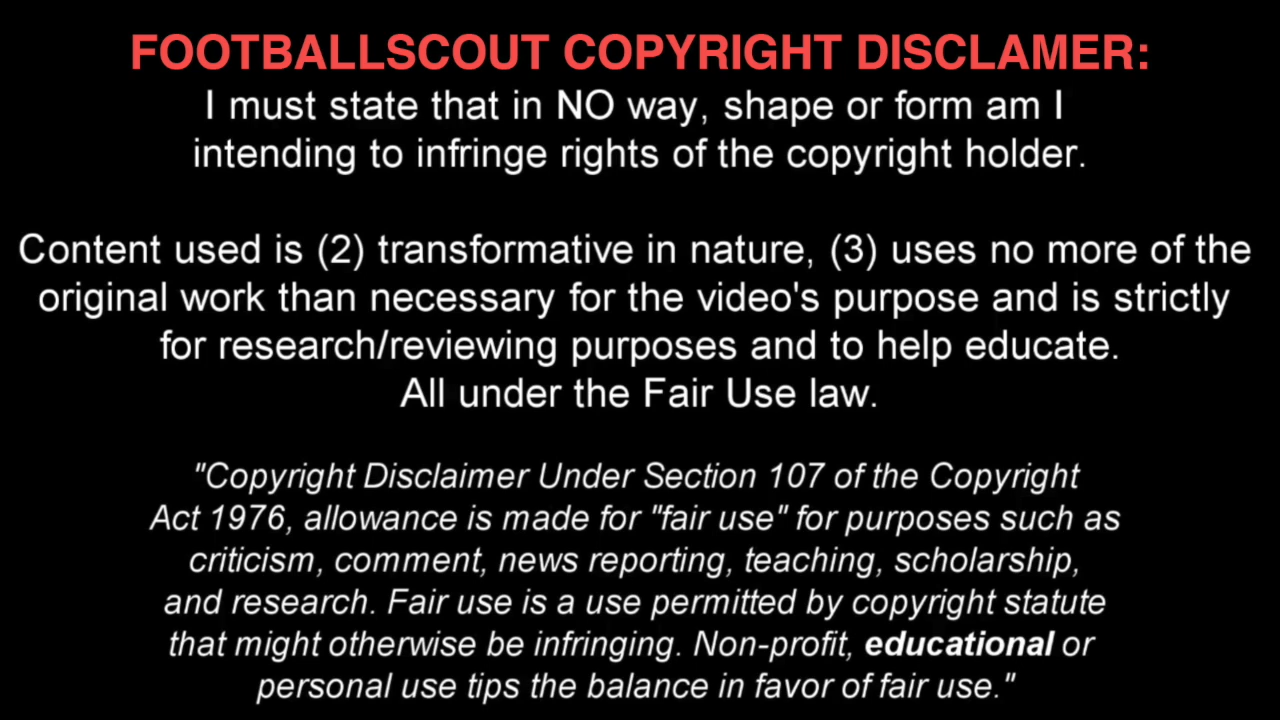 FOOTBALLSCOUT COPYRIGHT DISCLAMER:
I must state that in NO way, shape or form am I
intending to infringe rights of the copyright holder.
Content used is (2) transformative in nature, (3) uses no more of the
original work than necessary for the video's purpose and is strictly
for research/reviewing purposes and to help educate.
All under the Fair Use law.
"Copyright Disclaimer Under Section 107 of the Copyright
Act 1976, allowance is made for "fair use" for purposes such as
criticism, comment, news reporting, teaching, scholarship,
and research. Fair use is a use permitted by copyright statute
that might otherwise be infringing. Non-profit, educational or
personal use tips the balance in favor of fair use."